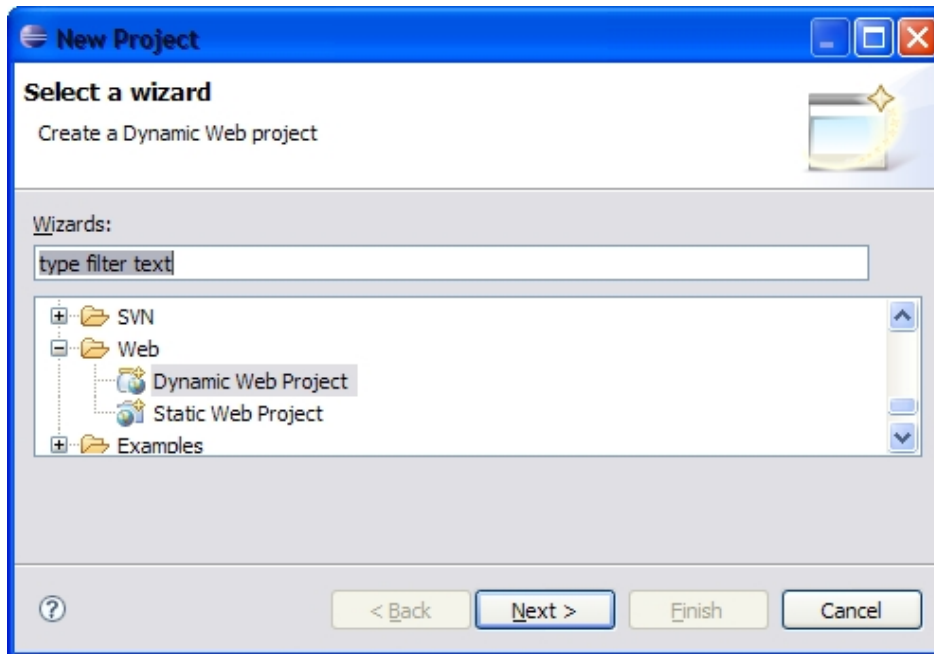 New Project
Select a wizard
Create a Dynamic Web project
Wizards:
type filter text
SVN
Web
Dynamic Web Project
Static Web Project
Examples
? < Back Next > Finish Cancel